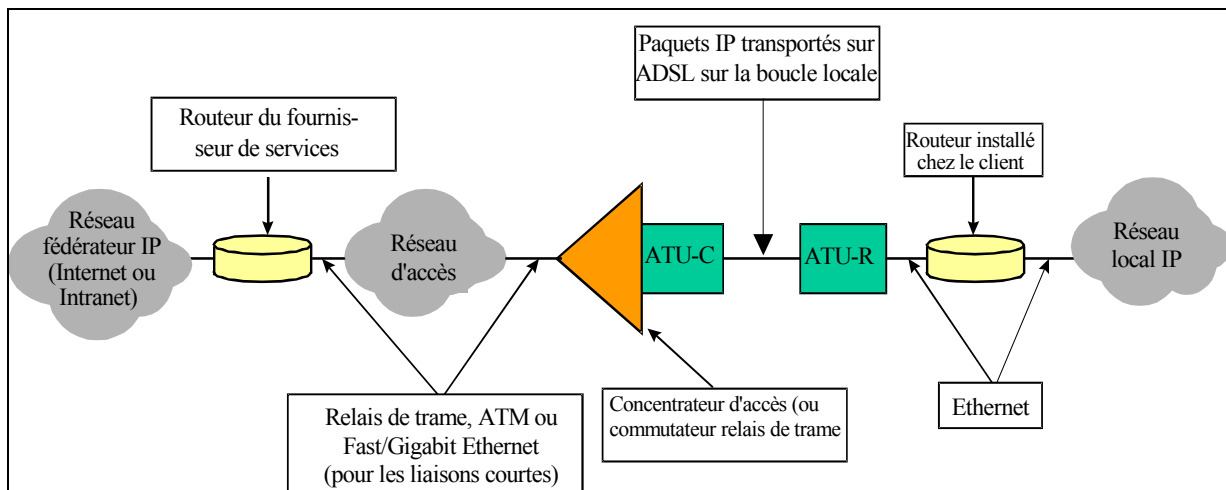 Paquets IP transportés sur
ADSL sur la boucle locale
Routeur du fournis-
seur de services
Routeur installé
chez le client
Réseau
fédérateur IP
(Internet ou
Intranet)
Réseau
d'accès
ATU-C
ATU-R
Réseau
local IP
Relais de trame, ATM ou
Fast/Gigabit Ethernet
(pour les liaisons courtes)
Concentrateur d'accès (ou
commutateur relais de trame
Ethernet